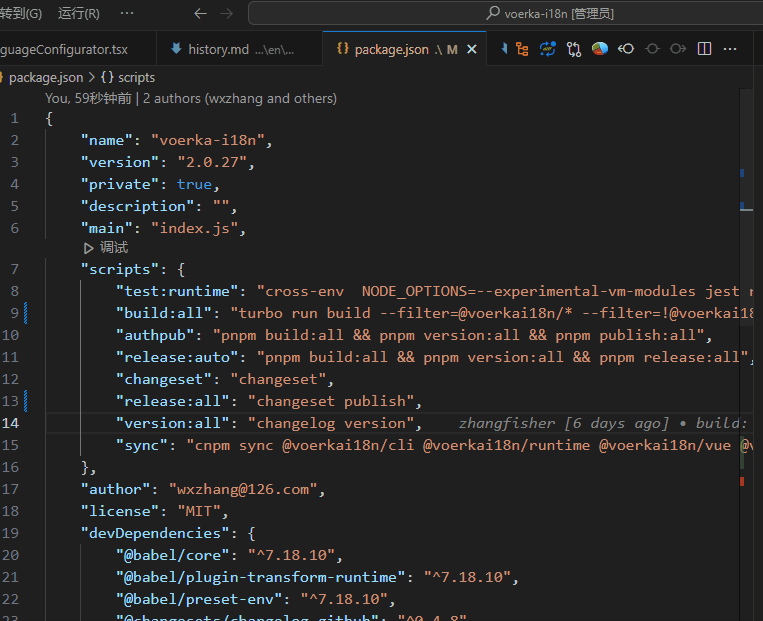 转到(G) 运行(R) ··· voerka-i18n [管理员]
guageConfigurator.tsx history.md ...\en\... package.json .\ M
package.json > {} scripts
You, 59秒钟前 | 2 authors (wxzhang and others)
1 {
2 "name": "voerka-i18n",
3 "version": "2.0.27",
4 "private": true,
5 "description": "",
6 "main": "index.js",
调试
7 "scripts": {
8 "test:runtime": "cross-env NODE_OPTIONS=--experimental-vm-modules jest
9 "build:all": "turbo run build --filter=@voerkai18n/* --filter=!@voerkai18
10 "authpub": "pnpm build:all && pnpm version:all && pnpm publish:all",
11 "release:auto": "pnpm build:all && pnpm version:all && pnpm release:all",
12 "changeset": "changeset",
13 "release:all": "changeset publish",
14 "version:all": "changelog version", zhangfisher [6 days ago] • build:
15 "sync": "cnpm sync @voerkai18n/cli @voerkai18n/runtime @voerkai18n/vue
16 },
17 "author": "wxzhang@126.com",
18 "license": "MIT",
19 "devDependencies": {
20 "@babel/core": "^7.18.10",
21 "@babel/plugin-transform-runtime": "^7.18.10",
22 "@babel/preset-env": "^7.18.10",
23 "@changesets/changelog-github": "^0.4.8"